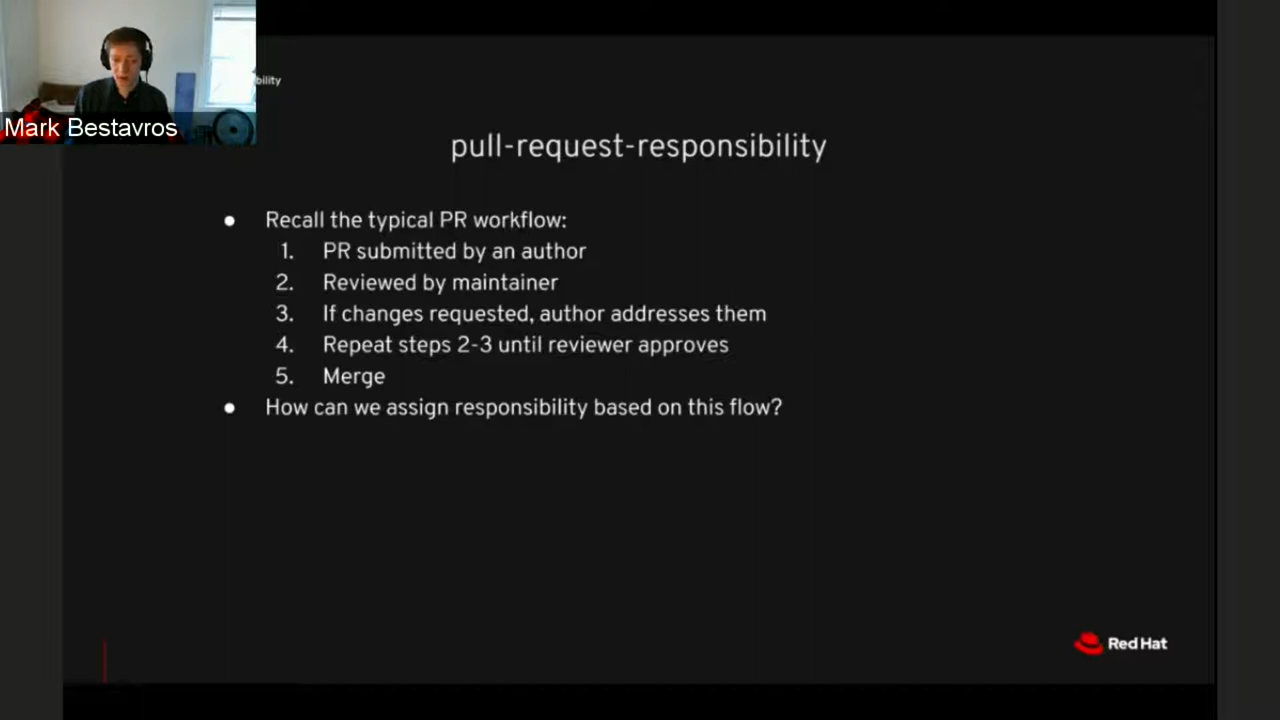 bility
Mark Bestavros
pull-request-responsibility
● Recall the typical PR workflow:
1. PR submitted by an author
2. Reviewed by maintainer
3. If changes requested, author addresses them
4. Repeat steps 2-3 until reviewer approves
5. Merge
● How can we assign responsibility based on this flow?
Red Hat